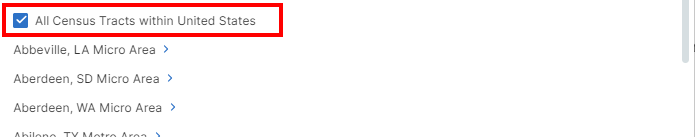 All Census Tracts within United States
Abbeville, LA Micro Area
Aberdeen, SD Micro Area
Aberdeen, WA Micro Area
Abilene, TX Metro Area